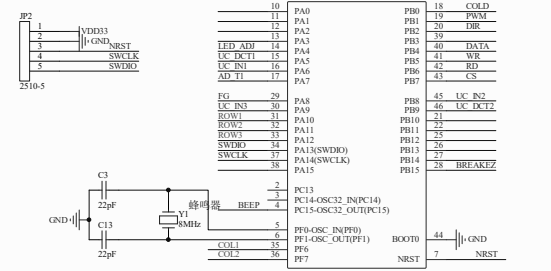 JP2
1 VDD33
2 GND
3 NRST
4 SWCLK
5 SWDIO
2510-5
10 PA0 PB0 18 COLD
11 PA1 PB1 19 PWM
12 PA2 PB2 20 DIR
13 PA3 PB3 39
LED_ADJ 14 PA4 PB4 40 DATA
UC_DCT1 15 PA5 PB5 41 WR
UC_IN1 16 PA6 PB6 42 RD
AD_T1 17 PA7 PB7 43 CS
FG 29 PA8 PB8 45 UC_IN2
UC_IN3 30 PA9 PB9 46 UC_DCT2
ROW1 31 PA10 PB10 21
ROW2 32 PA11 PB11 22
ROW3 33 PA12 PB12 25
SWDIO 34 PA13(SWDIO) PB13 26
SWCLK 37 PA14(SWCLK) PB14 27
38 PA15 PB15 28 BREAKEZ
2 PC13
3 PC14-OSC32_IN(PC14)
蜂鸣器 BEEP 4 PC15-OSC32_OUT(PC15)
5 PF0-OSC_IN(PF0)
6 PF1-OSC_OUT(PF1) BOOT0 44 GND
COL1 35 PF6
COL2 36 PF7 NRST 7 NRST
C3
22pF
GND
Y1
8MHz
C13
22pF